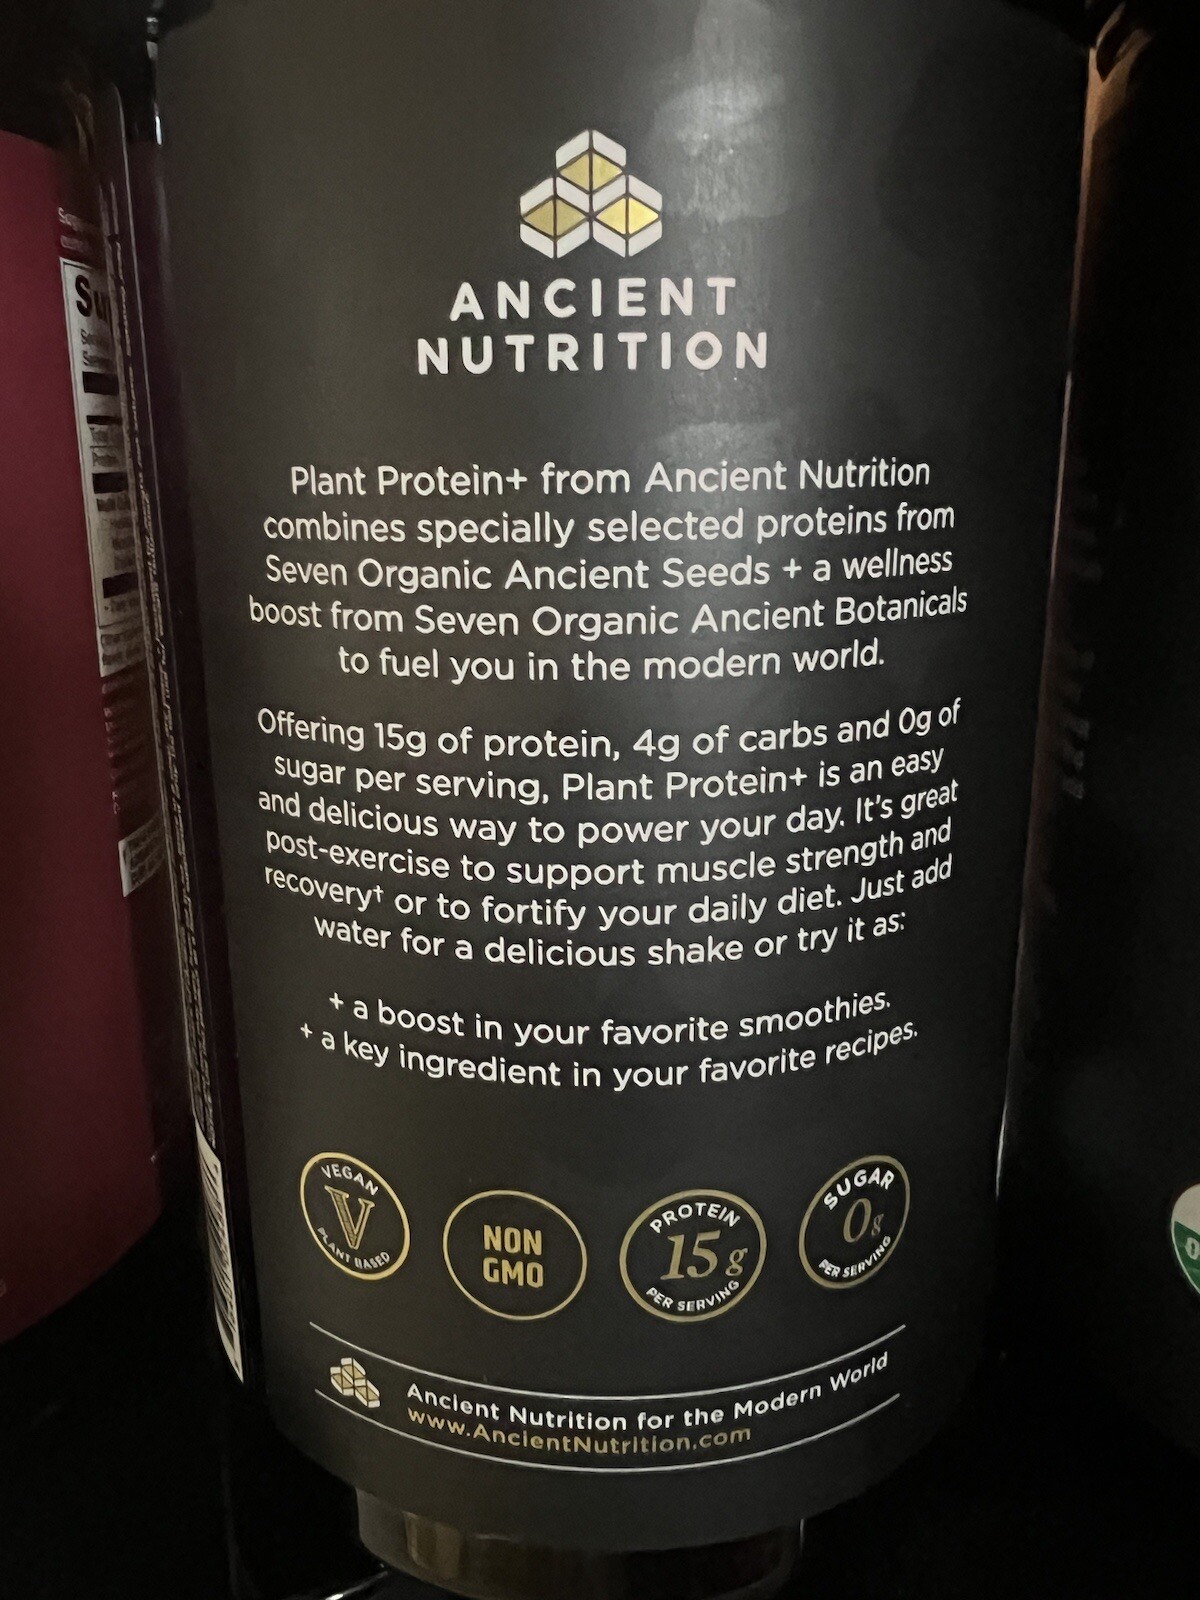 Su
ANCIENT
NUTRITION
Plant Protein+ from Ancient Nutrition
combines specially selected proteins from
Seven Organic Ancient Seeds + a wellness
boost from Seven Organic Ancient Botanicals
to fuel you in the modern world.
Offering 15g of protein, 4g of carbs and 0g of
sugar per serving, Plant Protein+ is an easy
and delicious way to power your day. It's great
post-exercise to support muscle strength and
recovery† or to fortify your daily diet. Just add
water for a delicious shake or try it as:
+ a boost in your favorite smoothies.
+ a key ingredient in your favorite recipes.
VEGAN
V
PLANT BASED
NON
GMO
PROTEIN
15g
PER SERVING
SUGAR
0g
PER SERVING
Ancient Nutrition for the Modern World
www.AncientNutrition.com